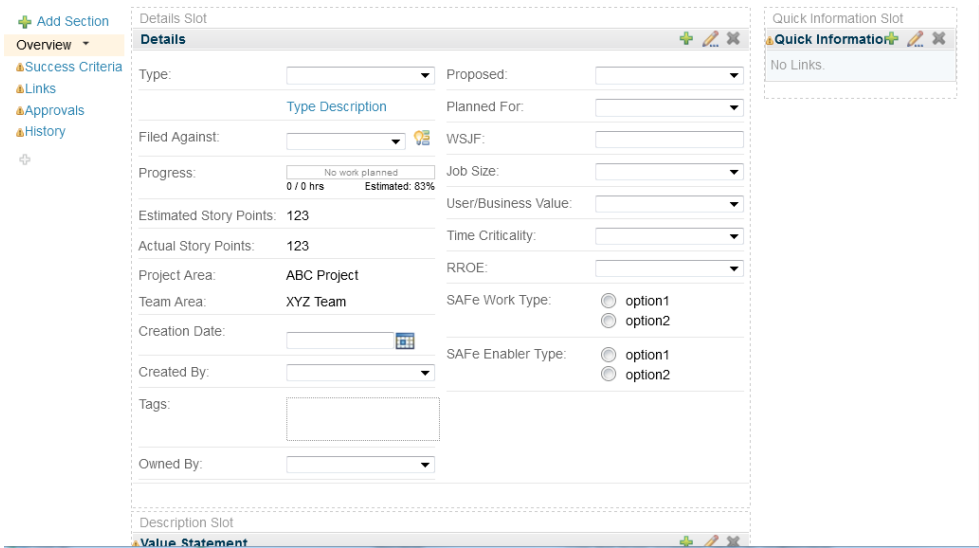 Add Section
Overview
Success Criteria
Links
Approvals
History
Details Slot
Details
Type:
Type Description
Filed Against:
Progress:
No work planned
0 / 0 hrs Estimated: 83%
Estimated Story Points: 123
Actual Story Points: 123
Project Area: ABC Project
Team Area: XYZ Team
Creation Date:
Created By:
Tags:
Owned By:
Proposed:
Planned For:
WSJF:
Job Size:
User/Business Value:
Time Criticality:
RROE:
SAFe Work Type: option1
option2
SAFe Enabler Type: option1
option2
Description Slot
Value Statement
Quick Information Slot
Quick Information
No Links.